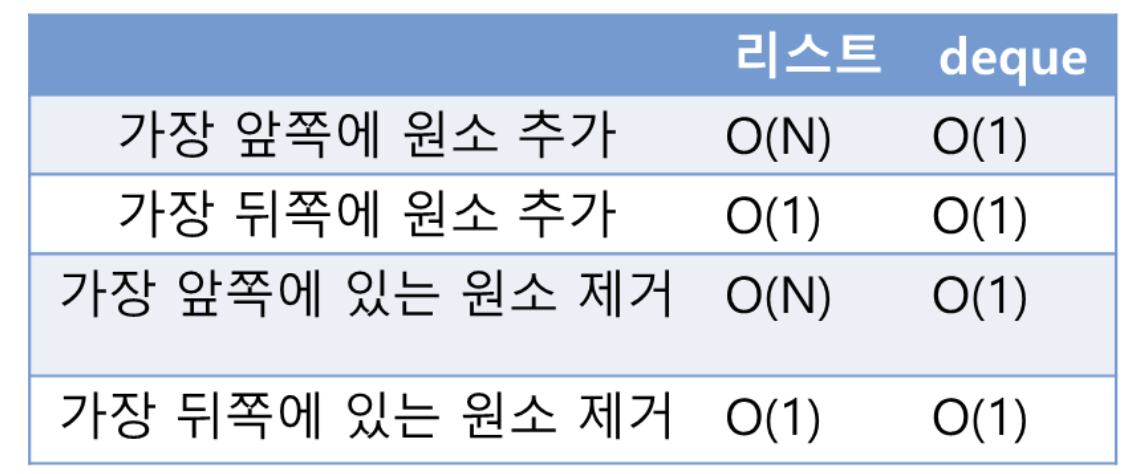 리스트 deque
가장 앞쪽에 원소 추가 O(N) O(1)
가장 뒤쪽에 원소 추가 O(1) O(1)
가장 앞쪽에 있는 원소 제거 O(N) O(1)
가장 뒤쪽에 있는 원소 제거 O(1) O(1)